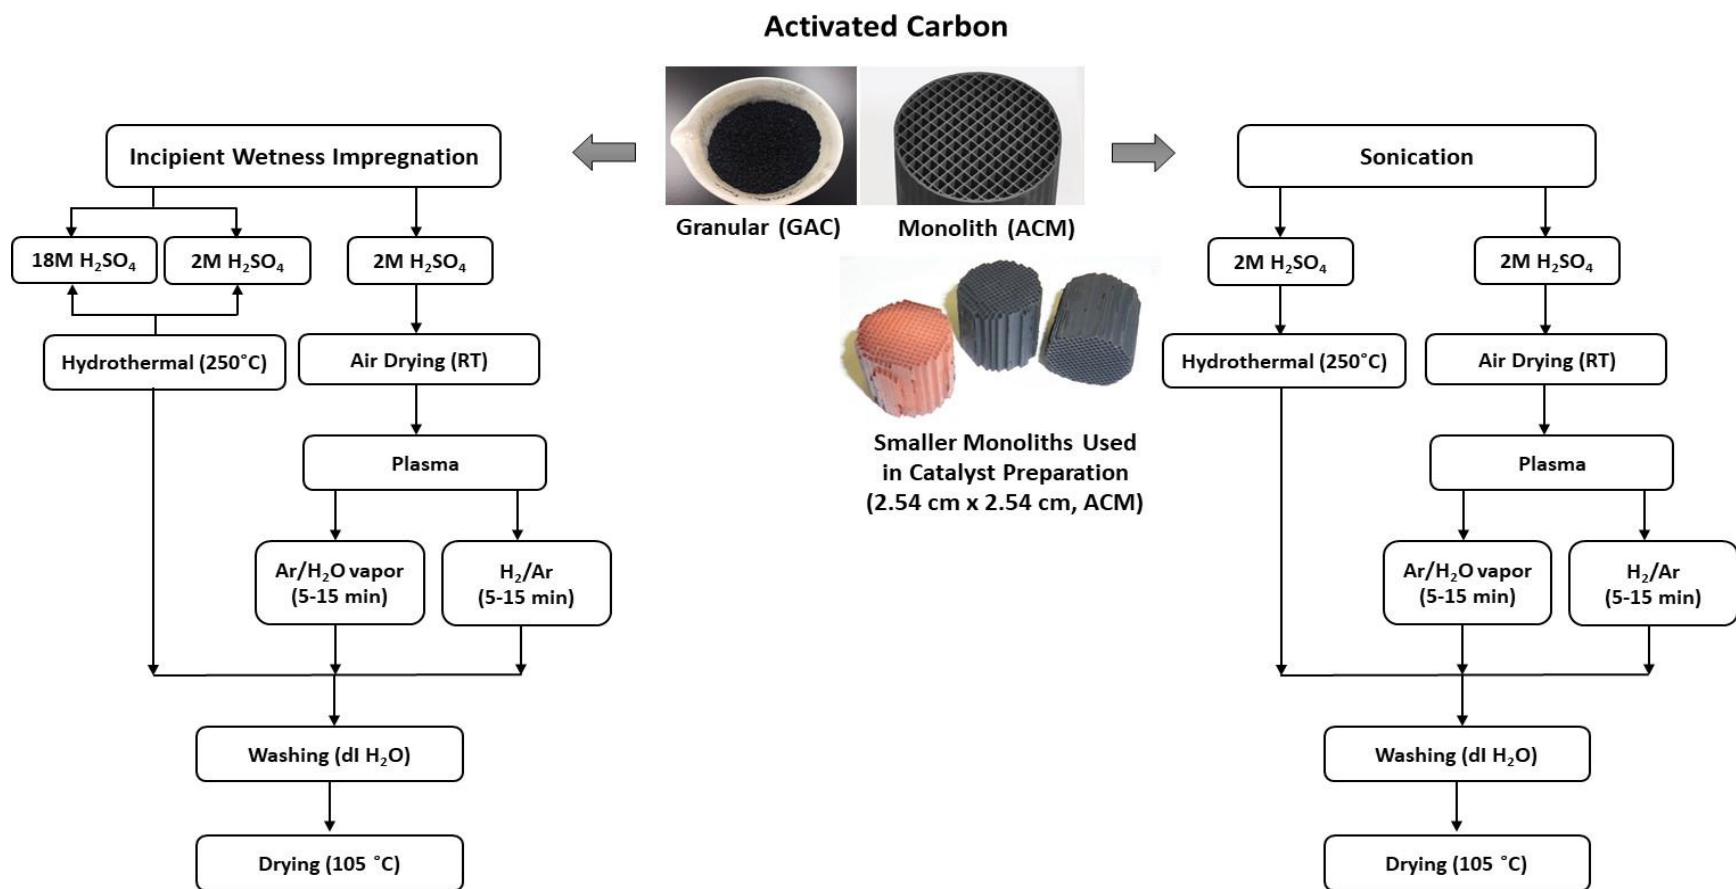 Activated Carbon
Incipient Wetness Impregnation
18M H₂SO₄
2M H₂SO₄
2M H₂SO₄
Hydrothermal (250˚C)
Air Drying (RT)
Plasma
Ar/H₂O vapor
(5-15 min)
H₂/Ar
(5-15 min)
Washing (dI H₂O)
Drying (105 ˚C)
Granular (GAC)
Monolith (ACM)
Smaller Monoliths Used
in Catalyst Preparation
(2.54 cm x 2.54 cm, ACM)
Sonication
2M H₂SO₄
2M H₂SO₄
Hydrothermal (250˚C)
Air Drying (RT)
Plasma
Ar/H₂O vapor
(5-15 min)
H₂/Ar
(5-15 min)
Washing (dI H₂O)
Drying (105 ˚C)